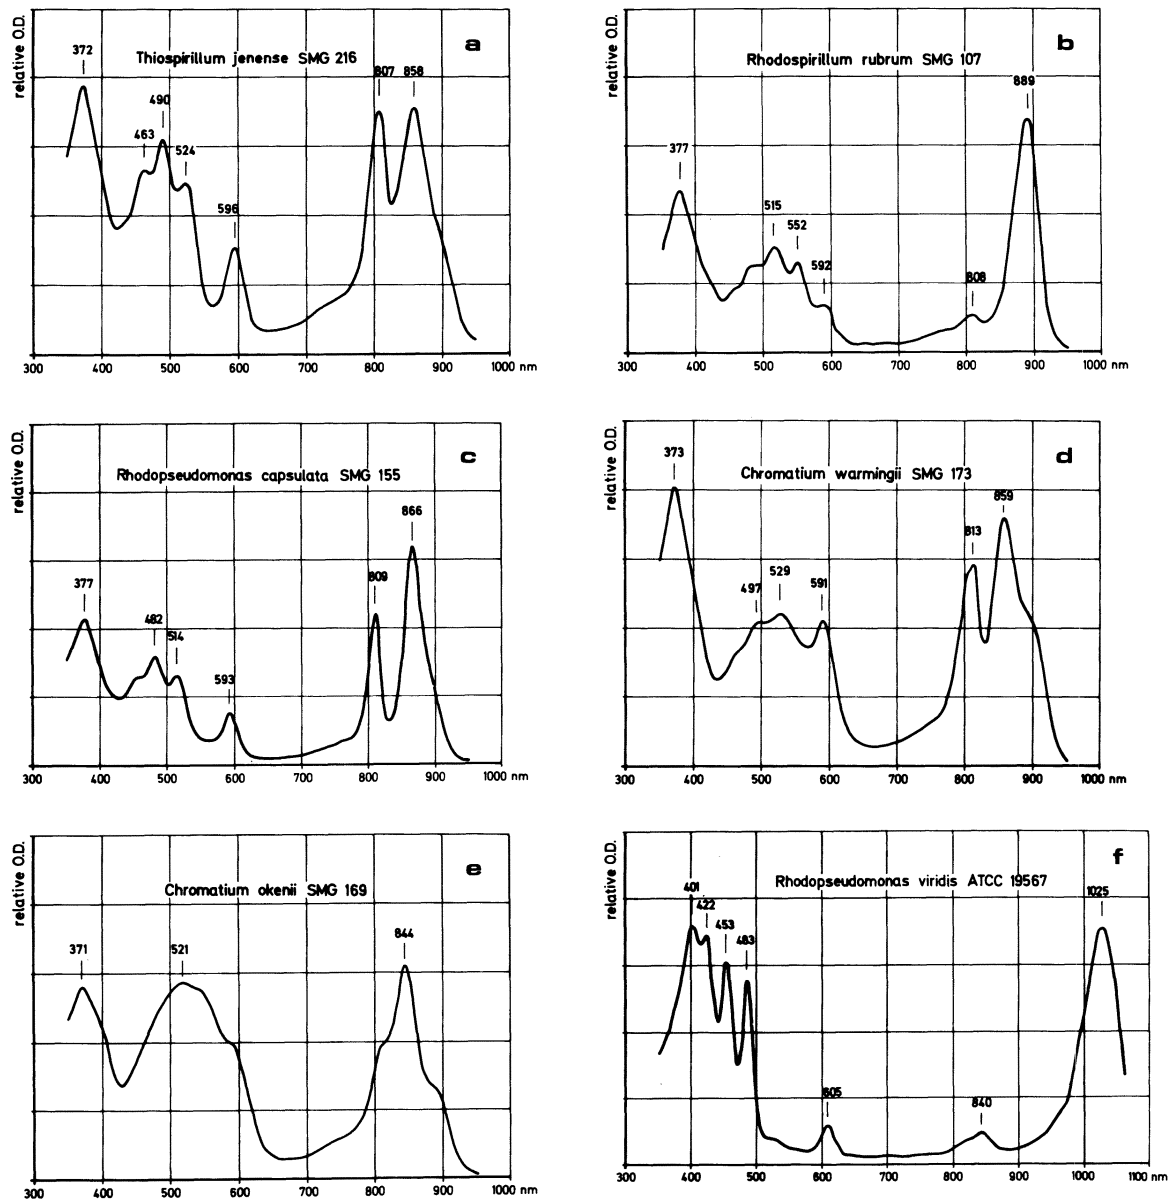 relative O.D.
a
Thiospirillum jenense SMG 216
372
463
490
524
596
807
858
300 400 500 600 700 800 900 1000 nm
relative O.D.
b
Rhodospirillum rubrum SMG 107
377
515
552
592
808
889
300 400 500 600 700 800 900 1000 nm
relative O.D.
c
Rhodopseudomonas capsulata SMG 155
377
482
514
593
809
866
300 400 500 600 700 800 900 1000 nm
relative O.D.
d
Chromatium warmingii SMG 173
373
497
529
591
813
859
300 400 500 600 700 800 900 1000 nm
relative O.D.
e
Chromatium okenii SMG 169
371
521
844
300 400 500 600 700 800 900 1000 nm
relative O.D.
f
Rhodopseudomonas viridis ATCC 19567
401
422
453
483
605
840
1025
300 400 500 600 700 800 900 1000 1100 nm